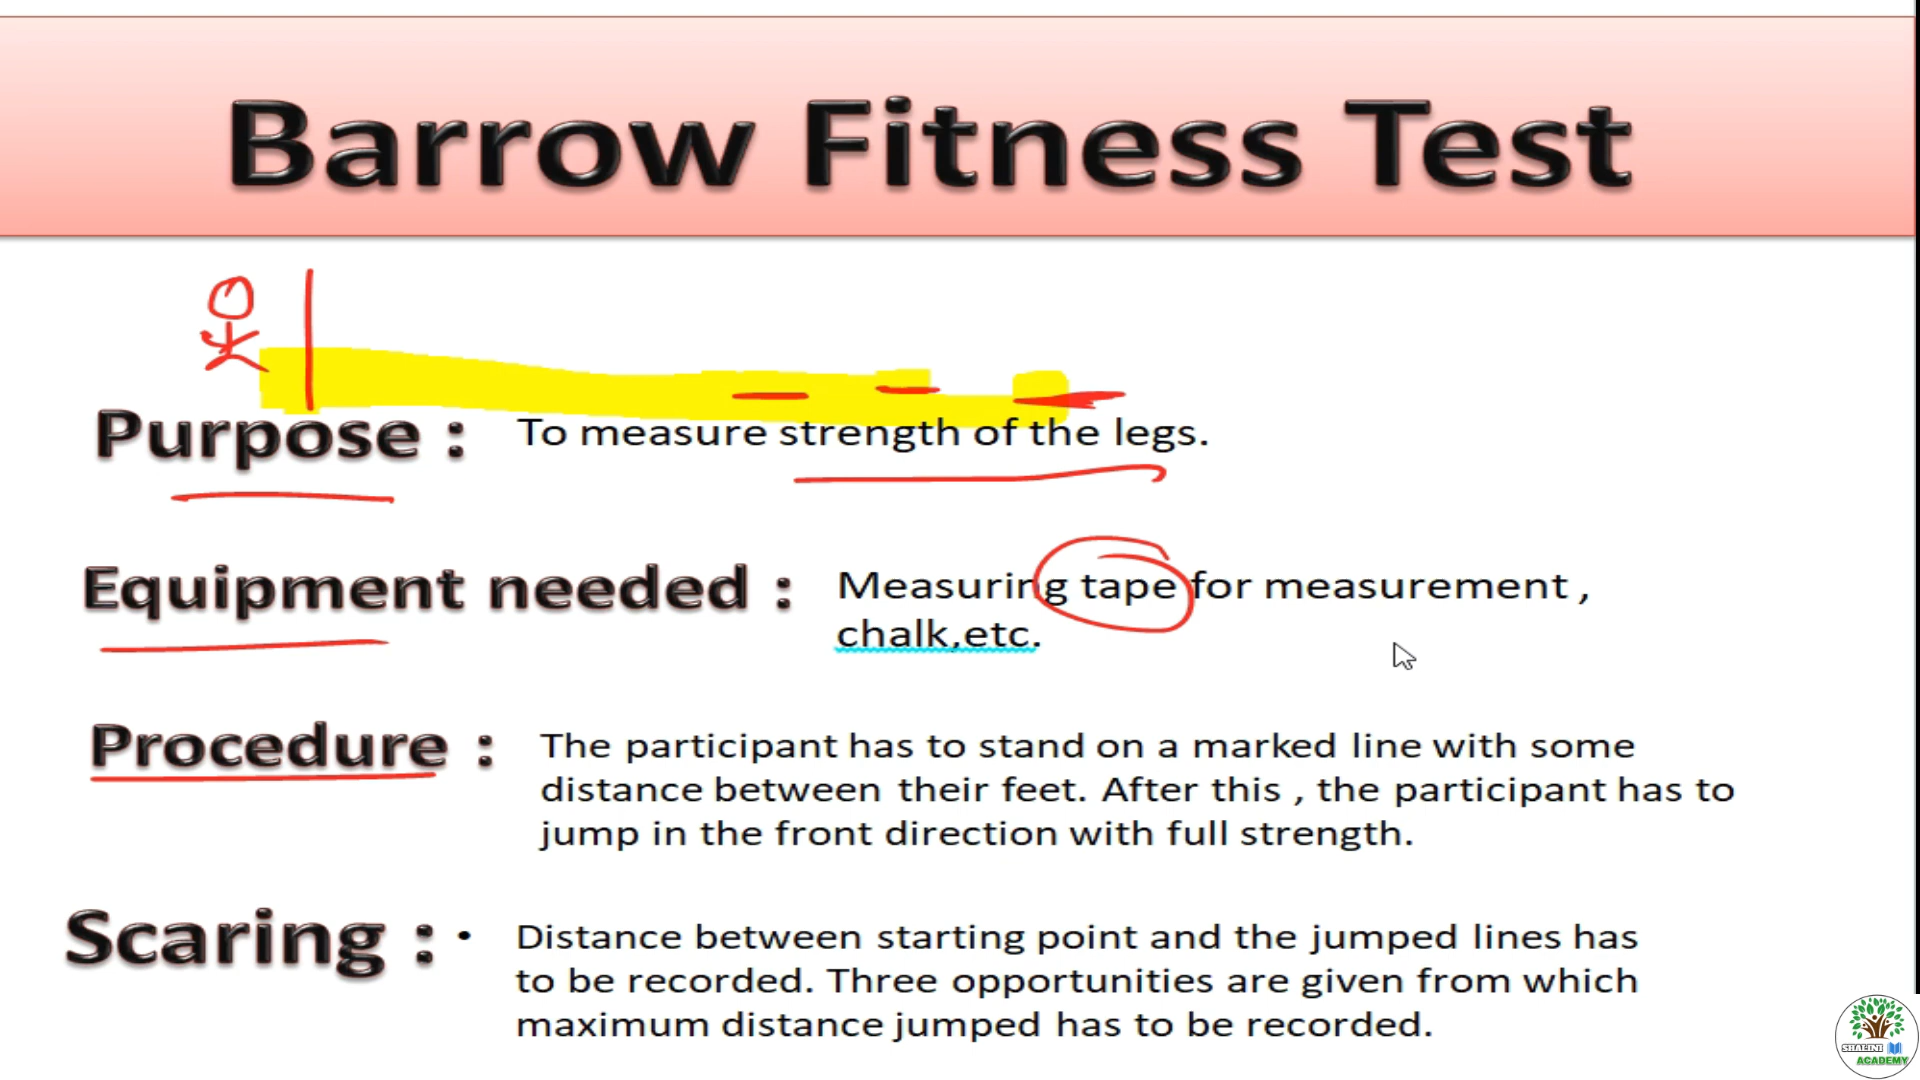 Barrow Fitness Test
Purpose : To measure strength of the legs.
Equipment needed : Measuring tape for measurement ,
chalk,etc.
Procedure : The participant has to stand on a marked line with some
distance between their feet. After this , the participant has to
jump in the front direction with full strength.
Scaring : • Distance between starting point and the jumped lines has
to be recorded. Three opportunities are given from which
maximum distance jumped has to be recorded.
SHALINI
ACADEMY